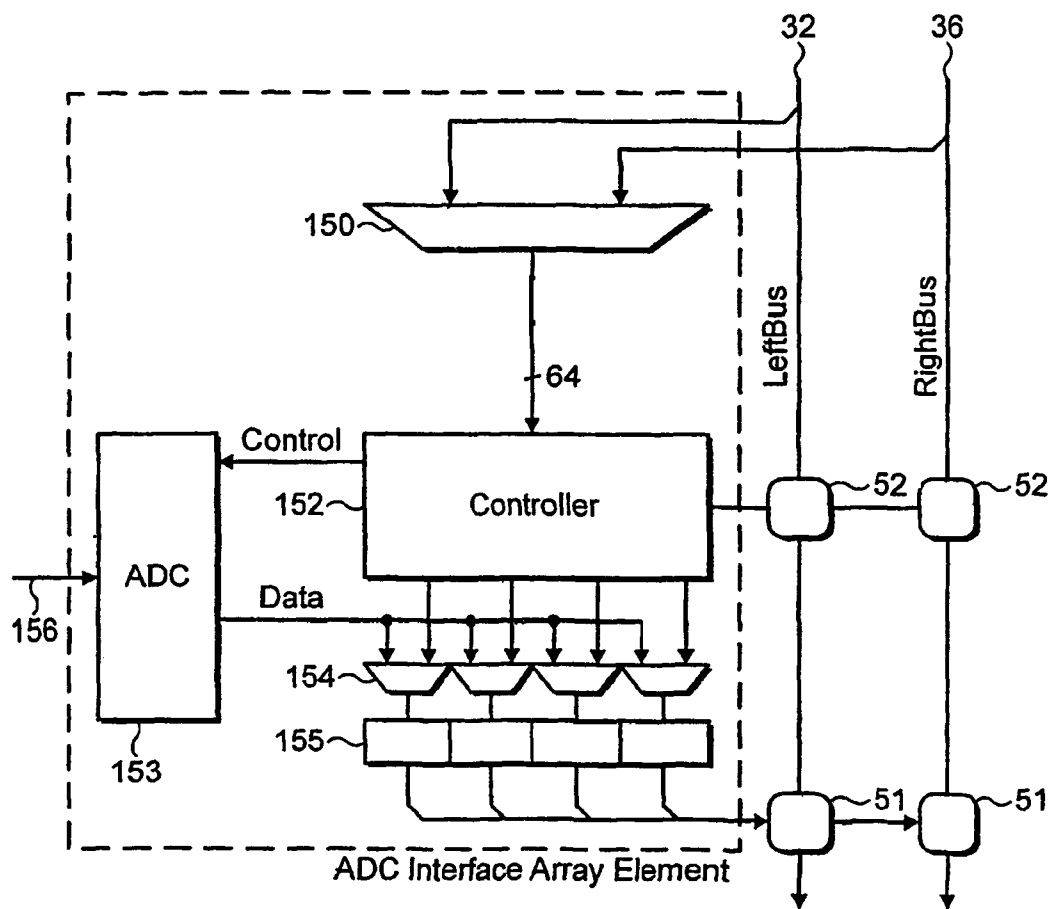 32
36
150
LeftBus
RightBus
64
Control
152
Controller
52
52
ADC
Data
156
154
155
153
51
51
ADC Interface Array Element